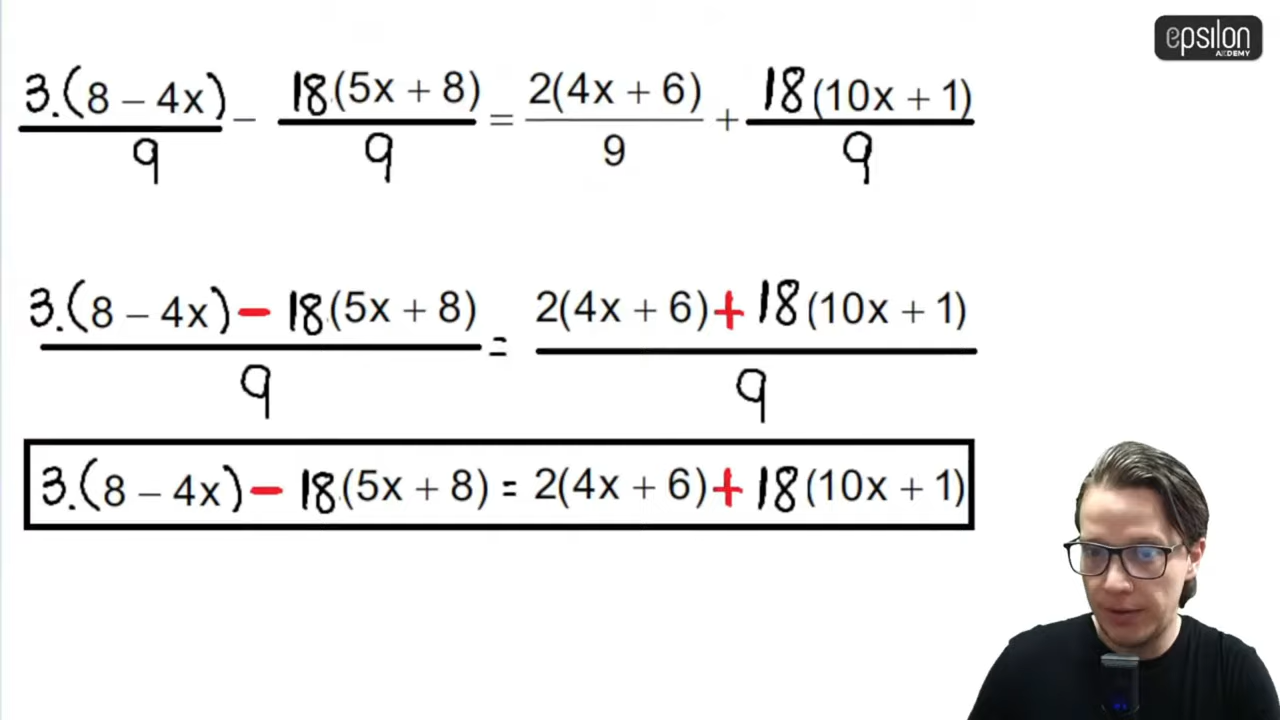 epsilon
AKDEMY
3.(8 – 4x)/9 – 18(5x + 8)/9 = 2(4x + 6)/9 + 18(10x + 1)/9
3.(8 – 4x) – 18(5x + 8)/9 = 2(4x + 6) + 18(10x + 1)/9
3.(8 – 4x) – 18(5x + 8) = 2(4x + 6) + 18(10x + 1)